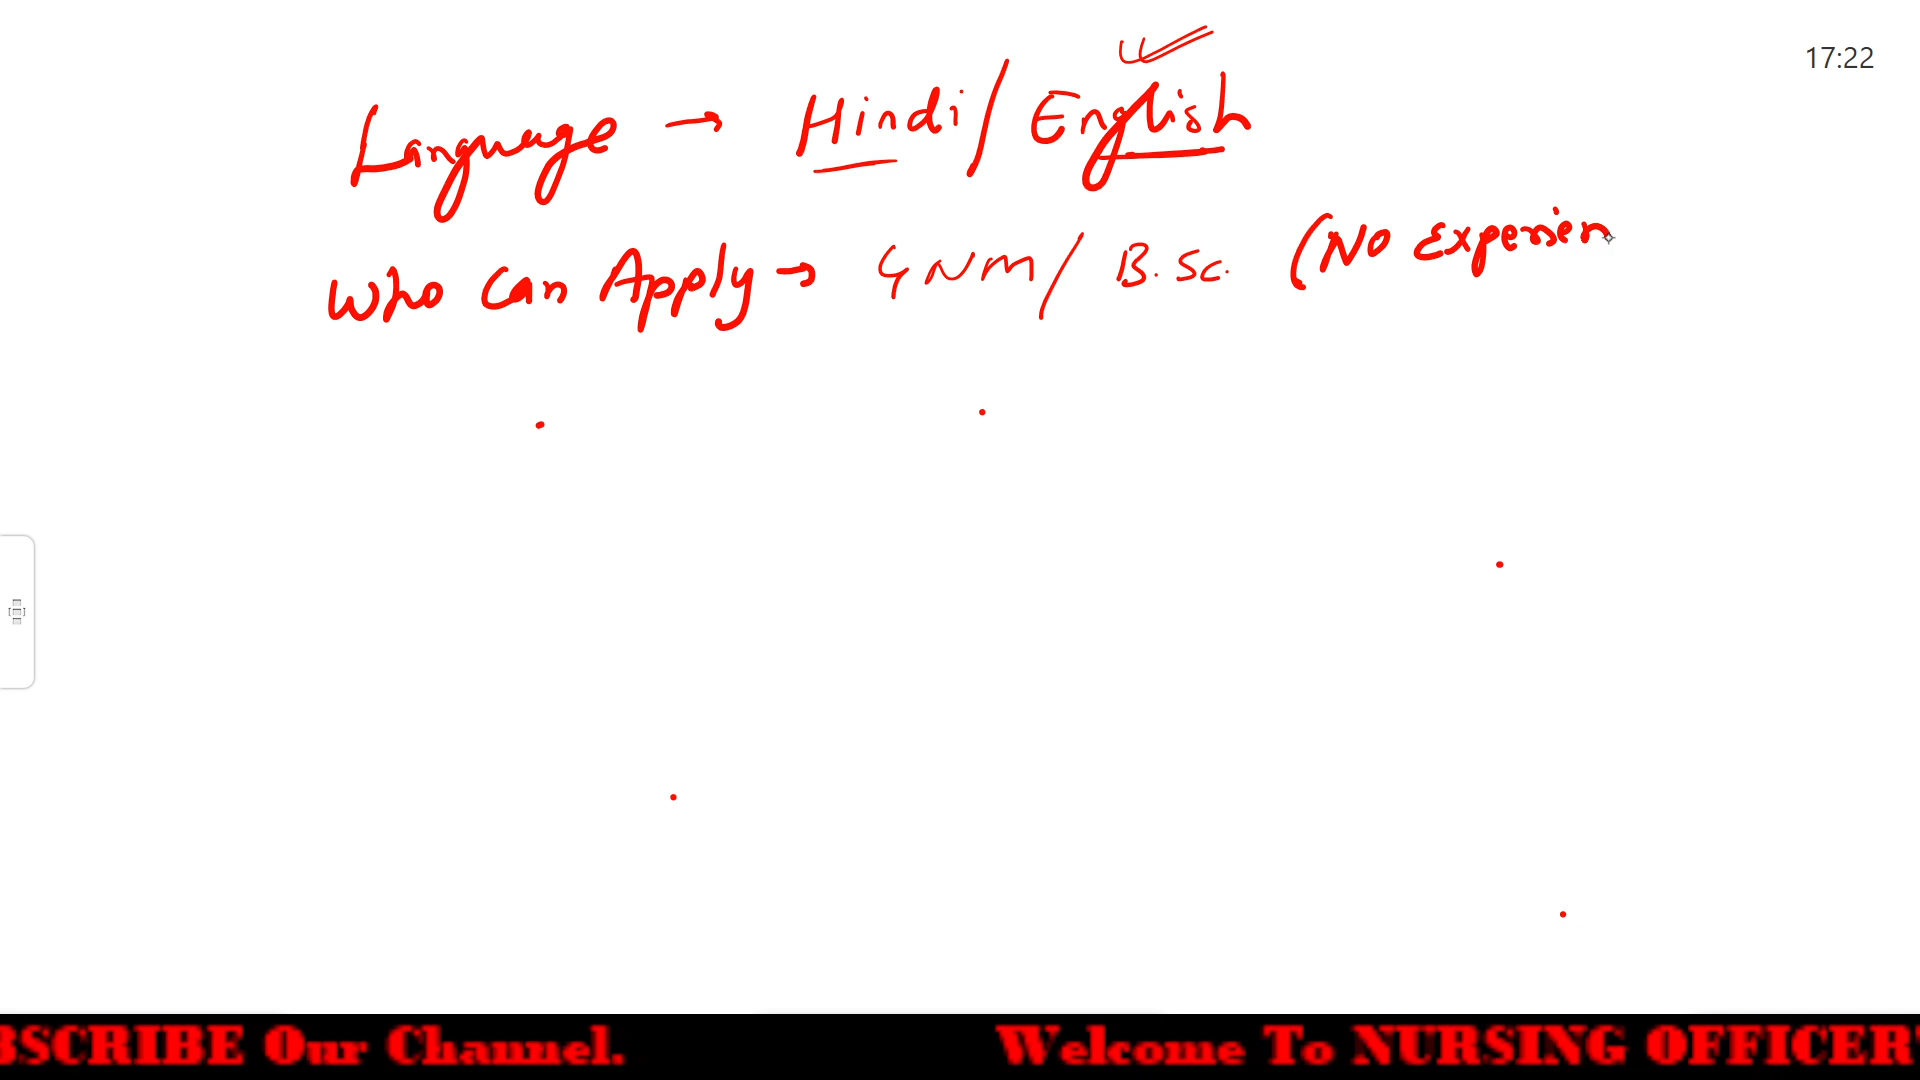 17:22
Language → Hindi/English
Who Can Apply → GNM/B.Sc. (No Experien
BSCRIBE Our Channel. Welcome To NURSING OFFICER'